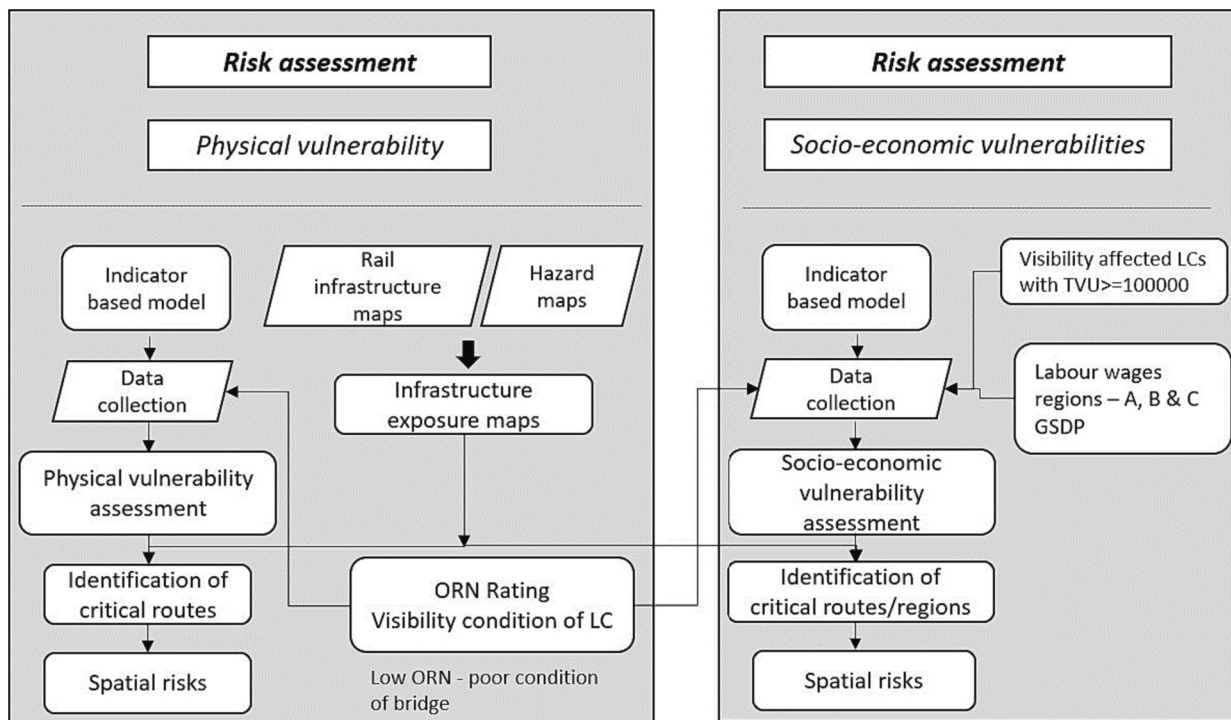 Risk assessment
Physical vulnerability
Indicator
based model
Rail
infrastructure
maps
Hazard
maps
Data
collection
Infrastructure
exposure maps
Physical vulnerability
assessment
Identification of
critical routes
ORN Rating
Visibility condition of LC
Spatial risks
Low ORN - poor condition
of bridge
Risk assessment
Socio-economic vulnerabilities
Indicator
based model
Visibility affected LCs
with TVU>=100000
Data
collection
Labour wages
regions – A, B & C
GSDP
Socio-economic
vulnerability
assessment
Identification of
critical routes/regions
Spatial risks